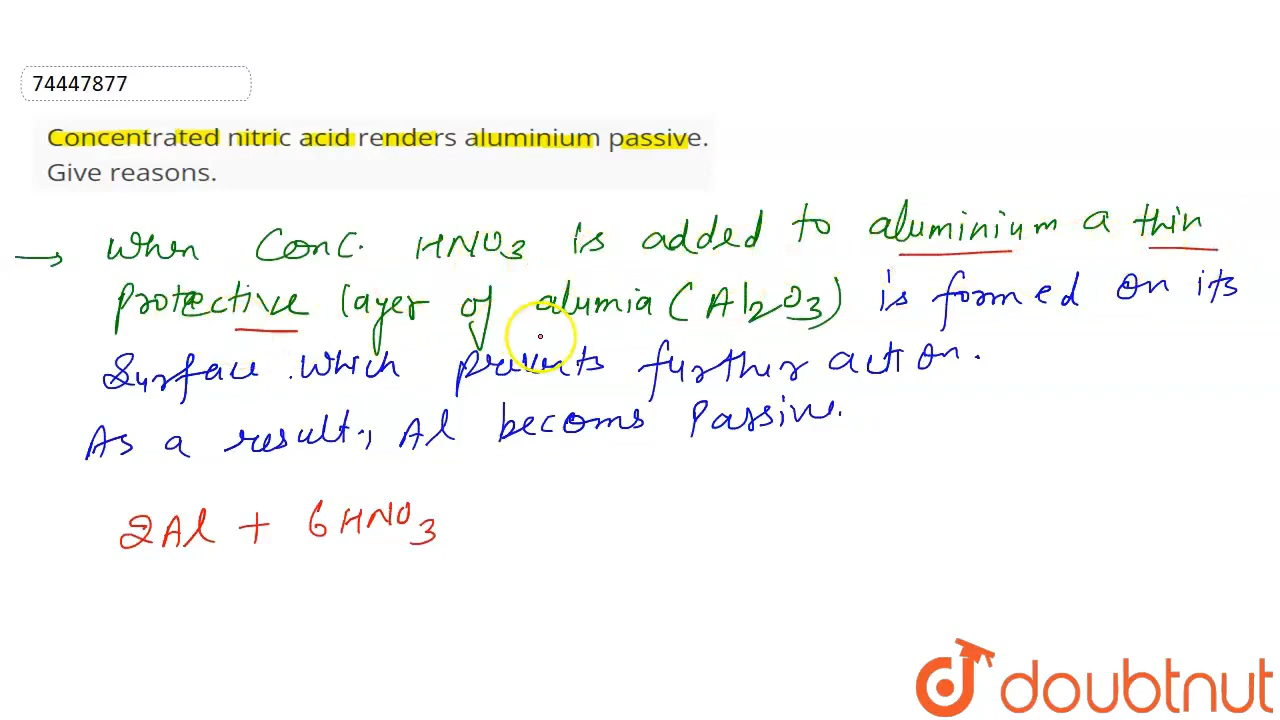 74447877
Concentrated nitric acid renders aluminium passive.
Give reasons.
→ When Conc. HNO3 is added to aluminium a thin
protective layer of alumia (Al2O3) is formed on its
Surface. Which prevents further action.
As a result, Al becoms Passive.
2Al + 6HNO3
doubtnut